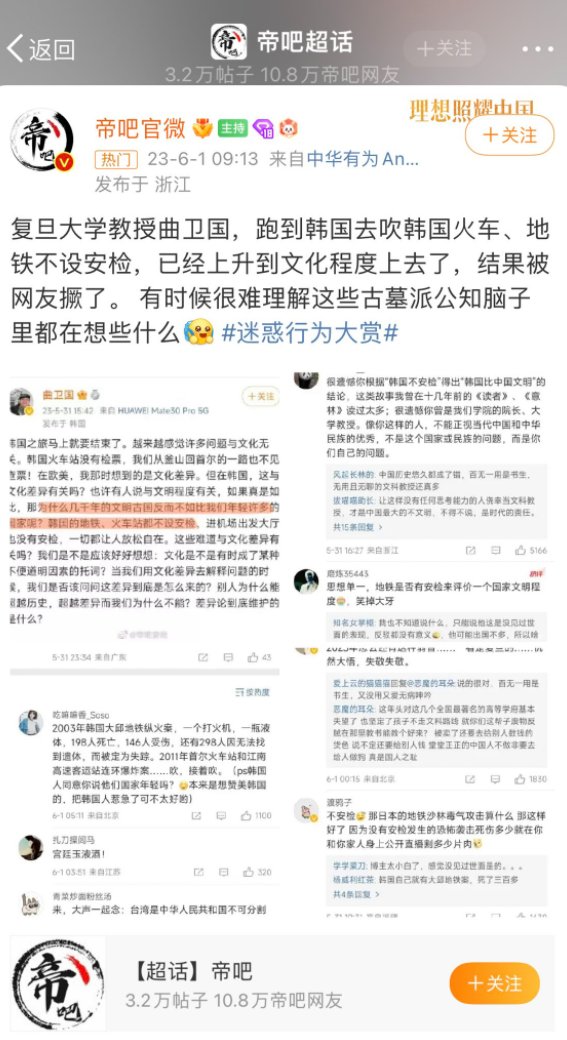 返回
帝吧超话
+关注
3.2万帖子 10.8万帝吧网友
理想照耀中国
帝吧官微
主持
18
+关注
热门 23-6-1 09:13 来自中华有为An...
发布于 浙江
复旦大学教授曲卫国，跑到韩国去吹韩国火车、地
铁不设安检，已经上升到文化程度上去了，结果被
网友撅了。 有时候很难理解这些古墓派公知脑子
里都在想些什么 #迷惑行为大赏#
曲卫国
+关注
23-5-31 15:42 来自 HUAWEI Mate30 Pro 5G
发布于 韩国
国之旅马上就要结束了。越来越感觉许多问题与文化无
。韩国火车站没有检票，我们从釜山回首尔的一路也不见
票！在欧美，我那时想到的是文化差异。但在韩国，这与
化差异有关吗？也许有人说与文明程度有关，如果真是如
，那为什么几千年的文明古国反而不如比我们年轻许多的
家呢？韩国的地铁、火车站都不设安检、进机场出发大厅
没有安检，一切都让人放松自在。这些难道与文化差异有
吗？我们是不是应该好好想想：文化是不是有时成了某种
便道明因素的托词？当我们用文化差异去解释问题的时
，我们是否该问问这差异到底是怎么来的？别人为什么能
越历史，超越差异而我们为什么不能？差异论到底维护的
什么？
@帝吧官微
5-31 23:34 来自广东
43
按热度
吃嘛嘛香_Soso
2003年韩国大邱地铁纵火案，一个打火机，一瓶液
体，198人死亡，146人受伤，还有298人因无法找
到遗体，而被定为失踪。2011年首尔火车站和江南
高速客运站连环爆炸案……吹，接着吹。（ps韩国
人同意你说他们国家年轻吗？本来是想赞美韩国
的，把韩国人惹急了可不太好哟）
6-1 05:11 来自北京
1100
扎刀操阎马
宫廷玉液酒！
6-1 03:51 来自江苏
320
青菜炒面粉丝汤
来，大声一起念：台湾是中华人民共和国不可分割
很遗憾你根据“韩国不安检”得出“韩国比中国文明”的
结论，这类故事我曾在十几年前的《读者》、《意
林》读过太多；很遗憾你曾是我们学院的院长、大
学教授。像你这样的人，不能正视当代中国和中华
民族的优秀，不是这个国家或民族的问题，而是你
们自己的问题。
风起长林的: 中国历史悠久都成了错，百无一用是书生，
无用且无聊的文科教授还真多
拔嘴瘾助长: 让这样没有任何思考能力的人侍奉当文科教
授，才是中国最大的不文明，不得不说，是时代的责任。
共15条回复 >
5-31 16:27 来自浙江
5166
磨炼35443
思想单一，地铁是否有安检来评价一个国家文明程
度，笑掉大牙
知名女掌柜: 我也不知道说什么，只能说他这是没见过世
面的表现，反驳都没有意义，他可能出国不多，所以啥
然大悟，失敬失敬。
爱上云的猫猫猫回复@恶魔的耳朵 说的很对，百无一用是
书生，又没用又爱无病呻吟
恶魔的耳朵: 这年头对这几个全国最著名的高等学府基本
失望了 也坚定了孩子不走文科路线 就你们这帮子废物反
贼在那宗教书能教个好来？ 被卖了还要去给别人数钱的
货色 说不定还要给别人钱 堂堂正正的中国人不做非要去
给人做狗 真是国人之耻
6-1 00:15 来自北京
1830
渡鸦子
不安检 那日本的地铁沙林毒气攻击算什么 那这样
好了 因为没有安检发生的恐怖袭击死伤多少就在你
和你家人身上公开直播割多少片肉
学学菜刀: 博主太小白了，感觉没见过世面是的。。。
杨威利红茶: 韩国自己就有大邱地铁案，死了三百多
共4条回复 >
【超话】帝吧
3.2万帖子 10.8万帝吧网友
+关注